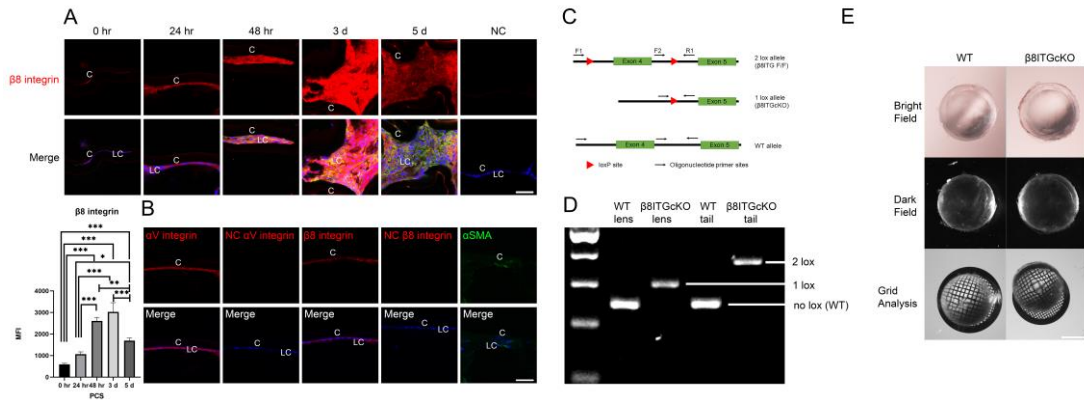 A
0 hr 24 hr 48 hr 3 d 5 d NC
β8 integrin
C C C C
C
Merge
C LC C LC C LC C LC C C LC C LC
C
β8 integrin
***
***
***
*
***
**
***
***
MFI
4000
3000
2000
1000
0
0 hr 24 hr 48 hr 3 d 5 d
PCS
B
αV integrin NC αV integrin β8 integrin NC β8 integrin αSMA
C C C
Merge Merge Merge Merge
C LC C LC C LC C LC C LC
C
F1 F2 R1
Exon 4 Exon 5
2 lox allele
(β8ITG F/F)
Exon 5
1 lox allele
(β8ITGcKO)
Exon 4 Exon 5
WT allele
loxP site Oligonucleotide primer sites
D
WT lens β8ITGcKO lens WT tail β8ITGcKO tail
2 lox
1 lox
no lox (WT)
E
WT β8ITGcKO
Bright Field
Dark Field
Grid Analysis